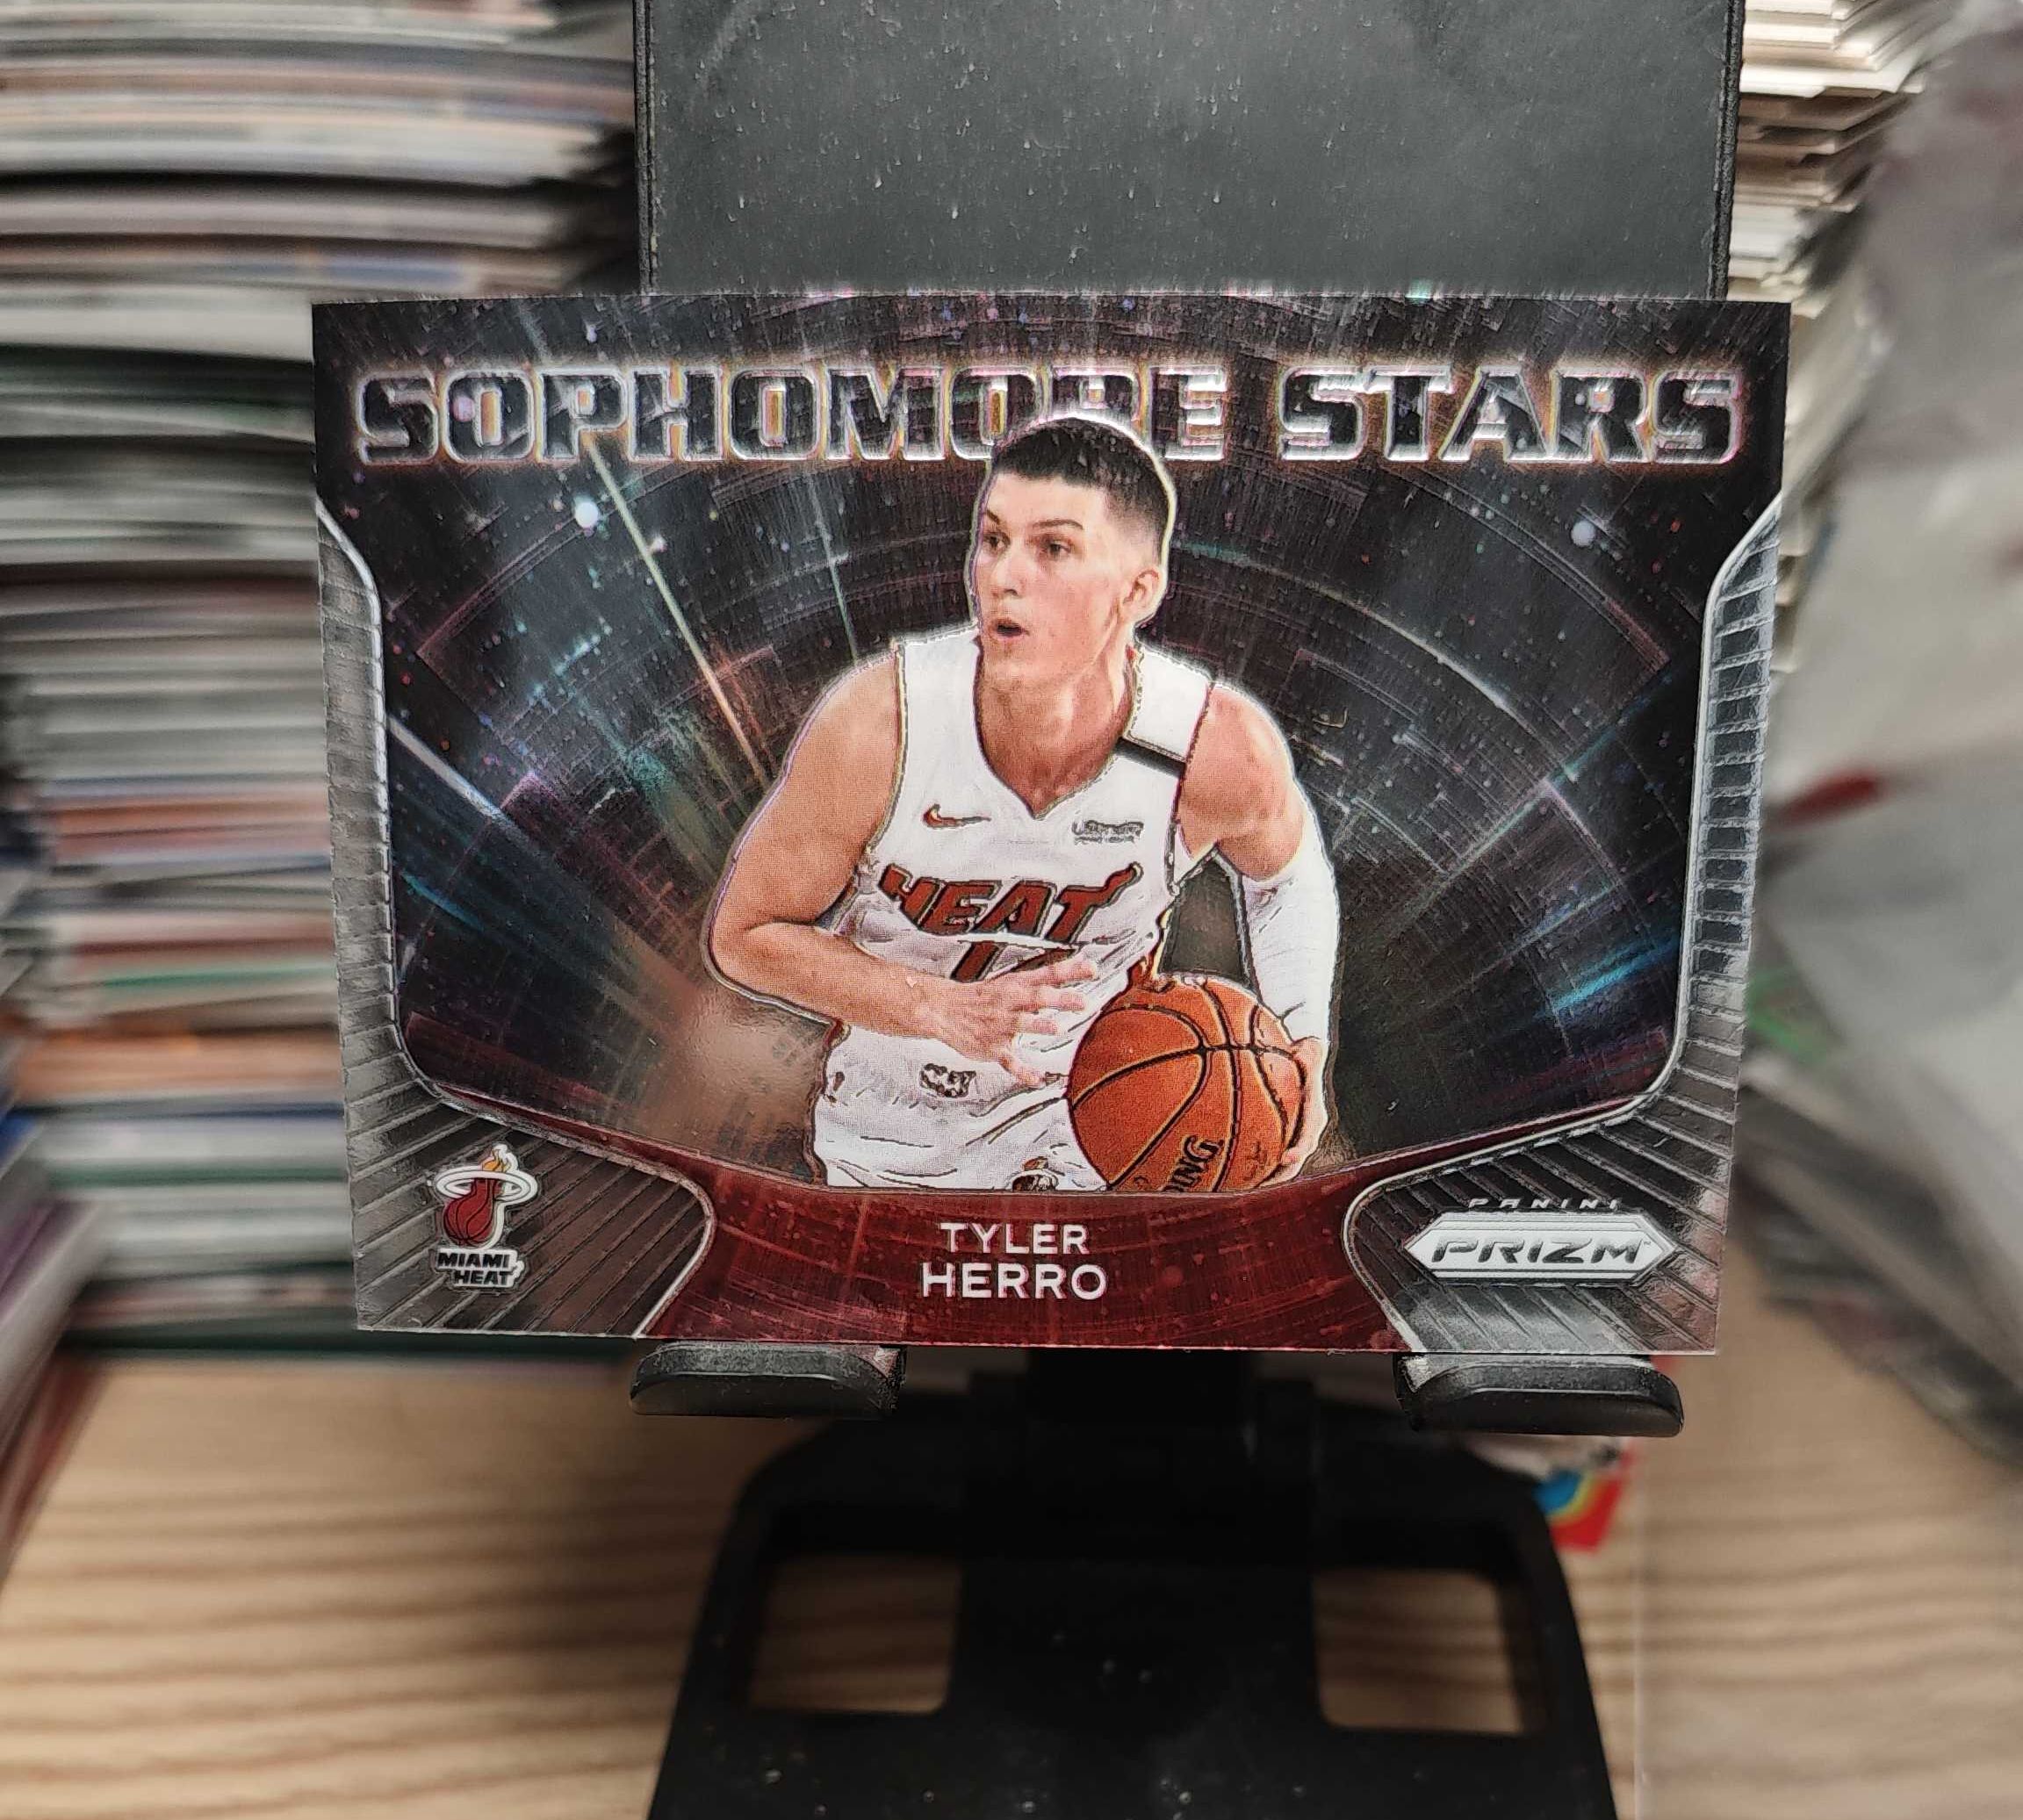 SOPHOMORE STARS
HEAT
MIAMI
HEAT
TYLER
HERRO
PANINI
PRIZM